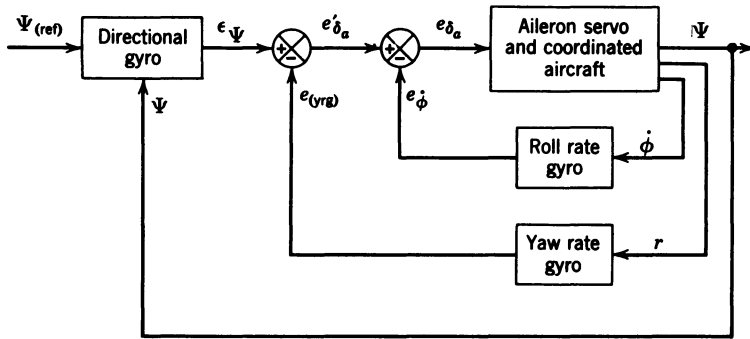 Ψ(ref)
Directional
gyro
ϵΨ
+
−
e′δa
+
−
eδa
Aileron servo
and coordinated
aircraft
Ψ
Ψ
e(yrg)
eφ̇
Roll rate
gyro
φ̇
Yaw rate
gyro
r